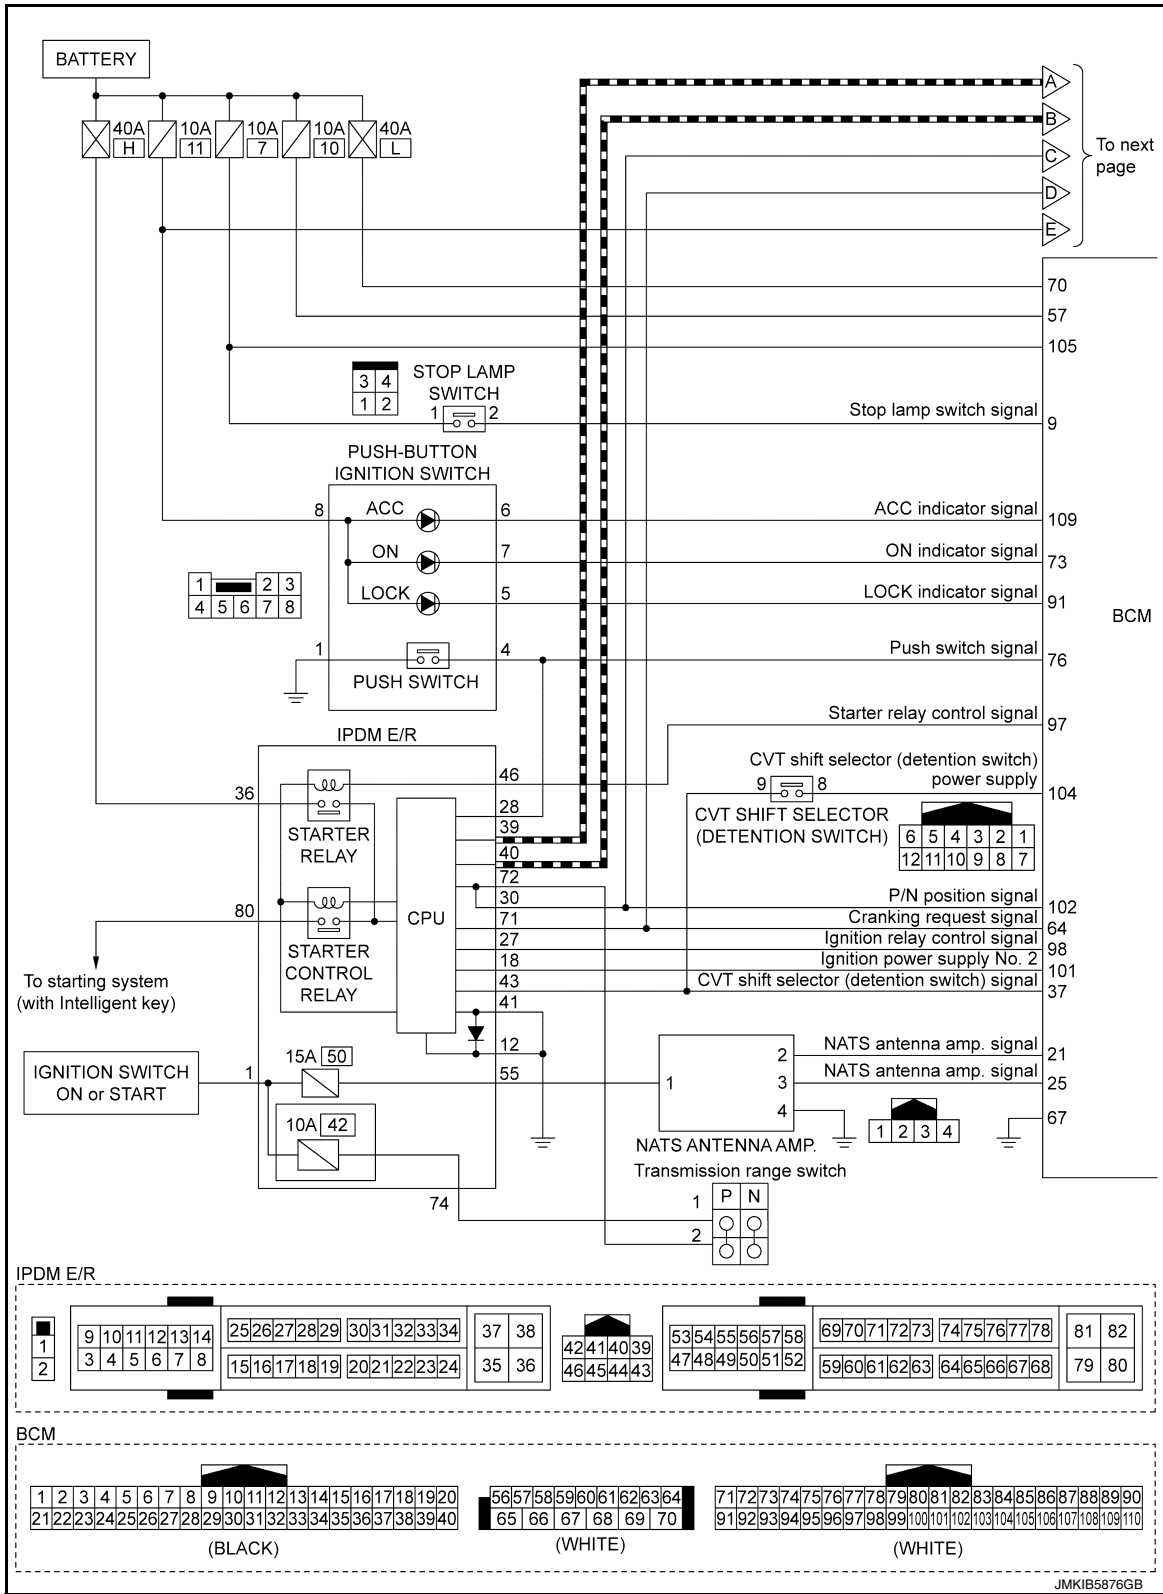 BATTERY
40A H
10A 11
10A 7
10A 10
40A L
A
B
C
D
E
To next
page
70
57
105
3 4
1 2
STOP LAMP
SWITCH
1 2
Stop lamp switch signal
9
PUSH-BUTTON
IGNITION SWITCH
8 ACC 6
ACC indicator signal
109
ON 7
ON indicator signal
73
LOCK 5
LOCK indicator signal
91
1 2 3
4 5 6 7 8
BCM
1 4
PUSH SWITCH
Push switch signal
76
Starter relay control signal
97
IPDM E/R
CVT shift selector (detention switch)
power supply
9 8
104
CVT SHIFT SELECTOR
(DETENTION SWITCH)
6 5 4 3 2 1
12 11 10 9 8 7
36
STARTER
RELAY
46
28
39
40
72
30
71
27
18
43
41
12
55
CPU
80
STARTER
CONTROL
RELAY
To starting system
(with Intelligent key)
P/N position signal
102
Cranking request signal
64
Ignition relay control signal
98
Ignition power supply No. 2
101
CVT shift selector (detention switch) signal
37
IGNITION SWITCH
ON or START
1
15A 50
10A 42
74
1
2
3
4
NATS ANTENNA AMP.
NATS antenna amp. signal
21
NATS antenna amp. signal
25
67
1 2 3 4
Transmission range switch
P N
1
2
IPDM E/R
1
2
9 10 11 12 13 14
3 4 5 6 7 8
25 26 27 28 29 30 31 32 33 34
15 16 17 18 19 20 21 22 23 24
37 38
35 36
42 41 40 39
46 45 44 43
53 54 55 56 57 58
47 48 49 50 51 52
69 70 71 72 73 74 75 76 77 78
59 60 61 62 63 64 65 66 67 68
81 82
79 80
BCM
1 2 3 4 5 6 7 8 9 10 11 12 13 14 15 16 17 18 19 20
21 22 23 24 25 26 27 28 29 30 31 32 33 34 35 36 37 38 39 40
(BLACK)
56 57 58 59 60 61 62 63 64
65 66 67 68 69 70
(WHITE)
71 72 73 74 75 76 77 78 79 80 81 82 83 84 85 86 87 88 89 90
91 92 93 94 95 96 97 98 99 100 101 102 103 104 105 106 107 108 109 110
(WHITE)
JMKIB5876GB